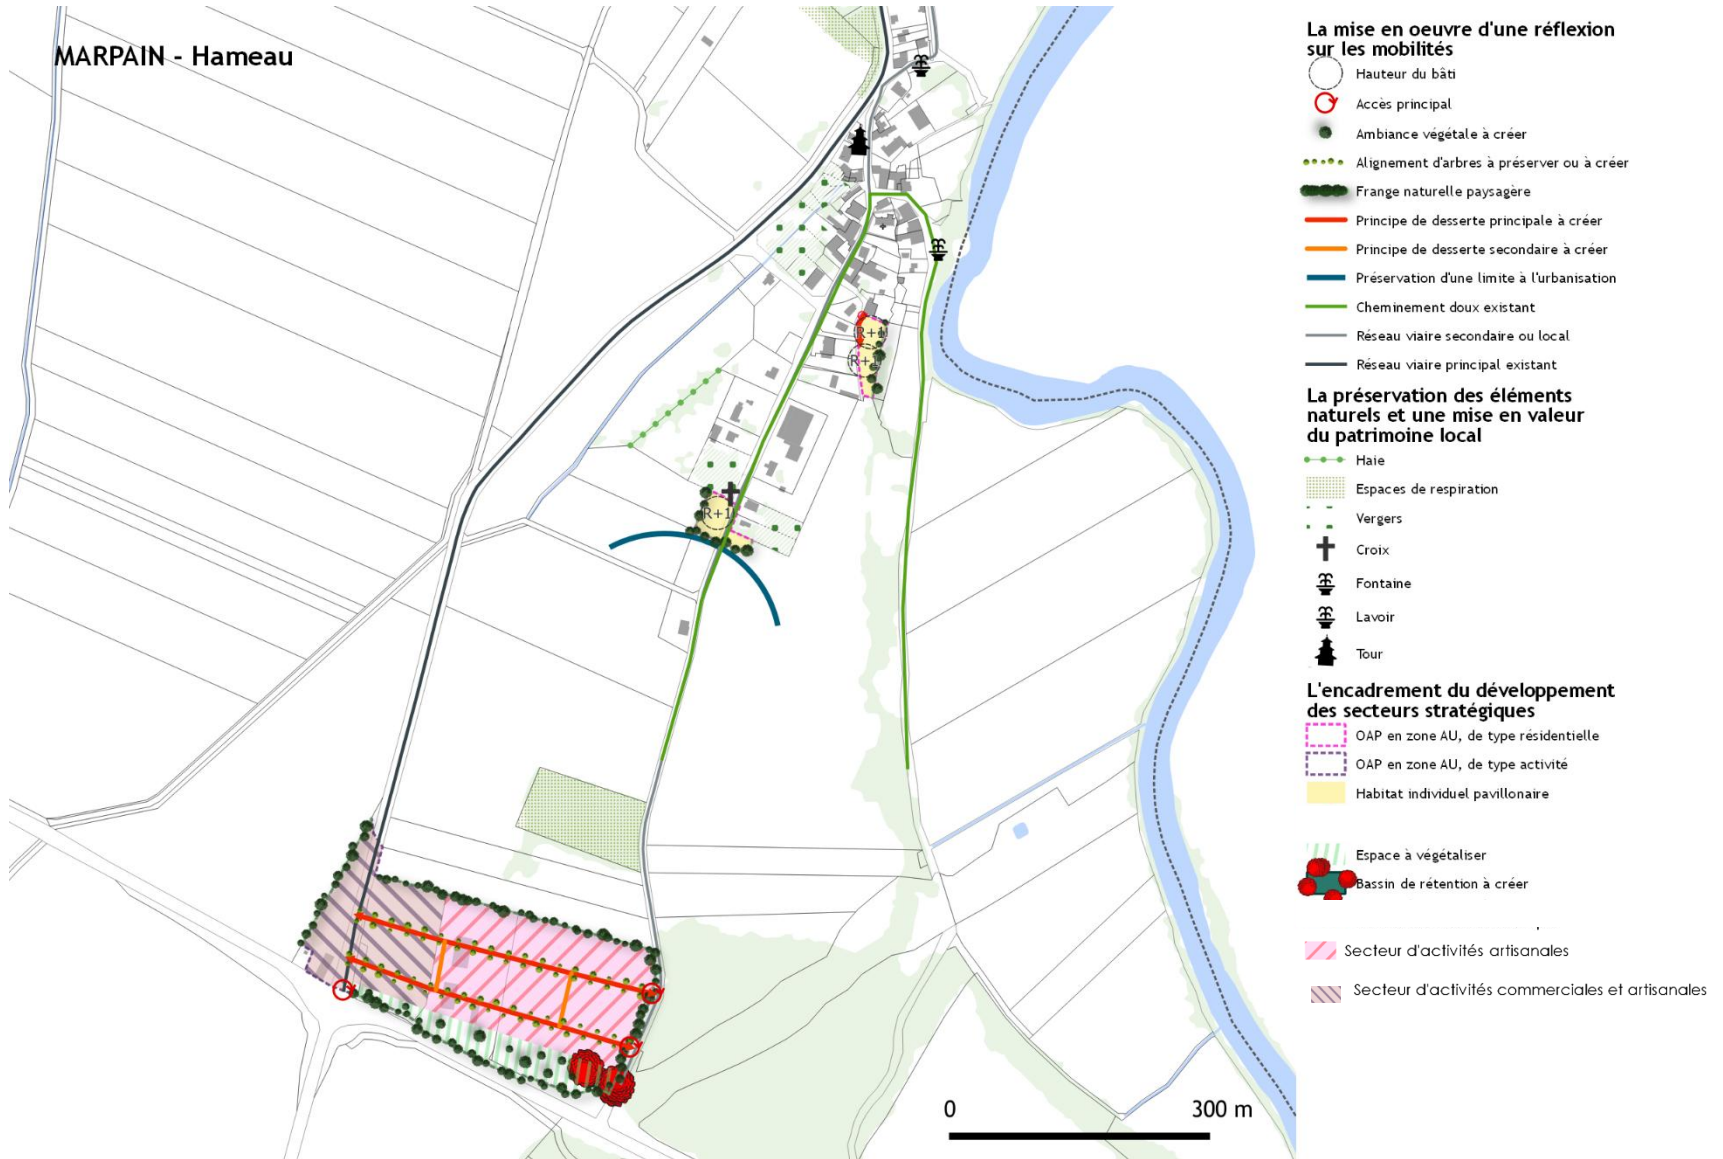 MARPAIN - Hameau
R+1
R+1
0
300 m
La mise en oeuvre d'une réflexion
sur les mobilités
Hauteur du bâti
Accès principal
Ambiance végétale à créer
Alignement d'arbres à préserver ou à créer
Frange naturelle paysagère
Principe de desserte principale à créer
Principe de desserte secondaire à créer
Préservation d'une limite à l'urbanisation
Cheminement doux existant
Réseau viaire secondaire ou local
Réseau viaire principal existant
La préservation des éléments
naturels et une mise en valeur
du patrimoine local
Haie
Espaces de respiration
Vergers
Croix
Fontaine
Lavoir
Tour
L'encadrement du développement
des secteurs stratégiques
OAP en zone AU, de type résidentielle
OAP en zone AU, de type activité
Habitat individuel pavillonaire
Espace à végétaliser
Bassin de rétention à créer
Secteur d'activités artisanales
Secteur d'activités commerciales et artisanales